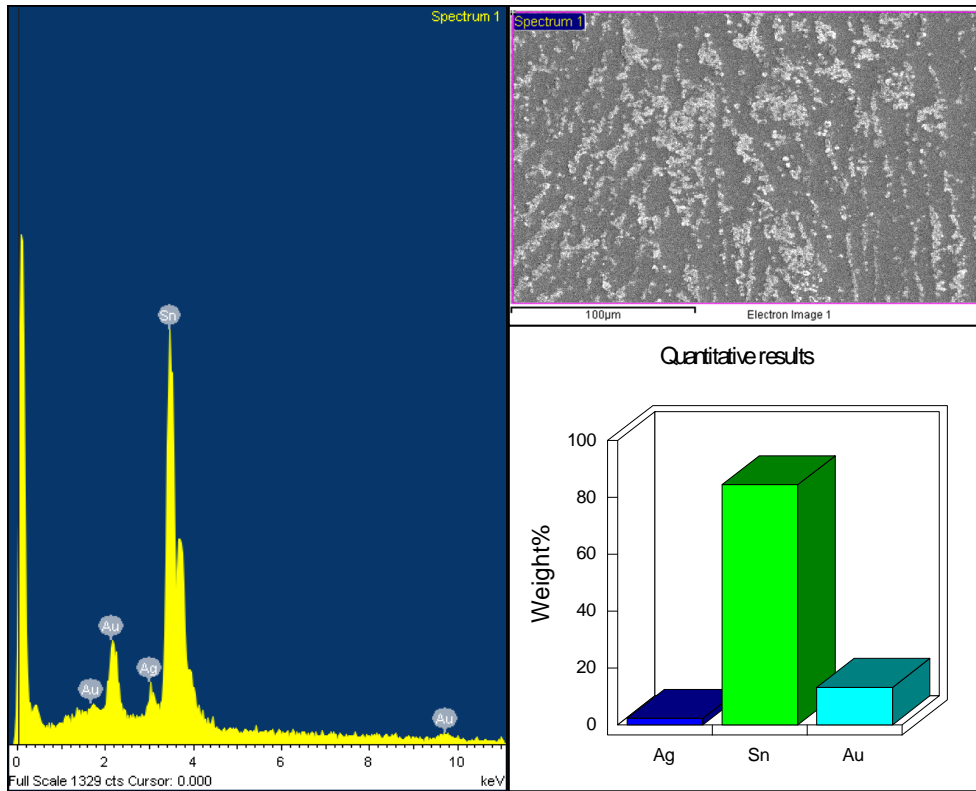 Spectrum 1
Sn
Au
Ag
Au
Au
0 2 4 6 8 10
Full Scale 1329 cts Cursor: 0.000 keV
Spectrum 1
100µm Electron Image 1
Quantitative results
Weight%
100
80
60
40
20
0
Ag Sn Au